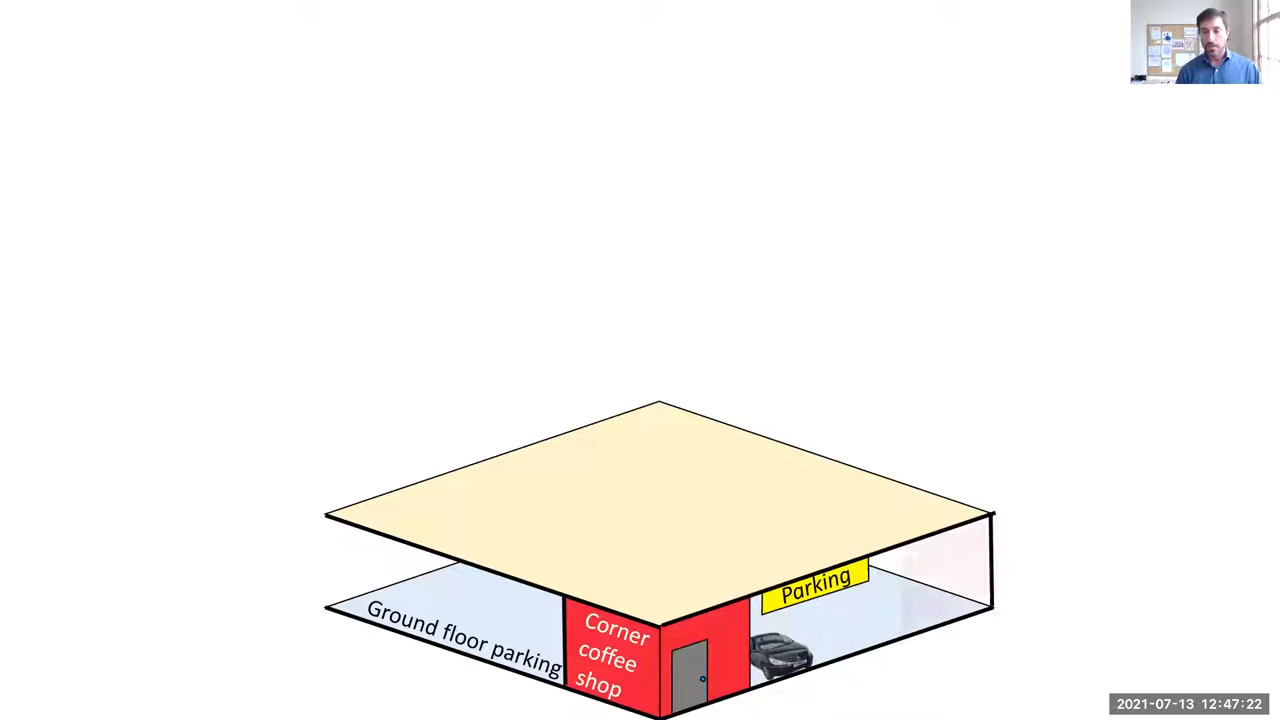 Parking
Ground floor parking
Corner
coffee
shop
2021-07-13 12:47:22